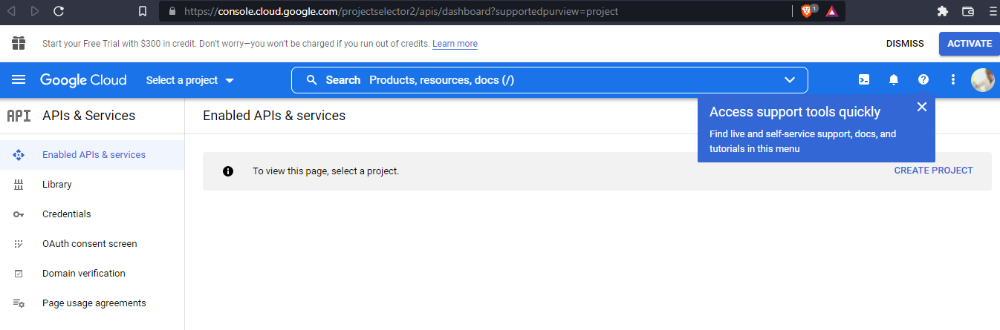 https://console.cloud.google.com/projectselector2/apis/dashboard?supportedpurview=project
1
Start your Free Trial with $300 in credit. Don't worry—you won't be charged if you run out of credits. Learn more
DISMISS
ACTIVATE
Google Cloud
Select a project
Search Products, resources, docs (/)
API APIs & Services
Enabled APIs & services
Access support tools quickly
Find live and self-service support, docs, and
tutorials in this menu
Enabled APIs & services
Library
Credentials
OAuth consent screen
Domain verification
Page usage agreements
To view this page, select a project.
CREATE PROJECT